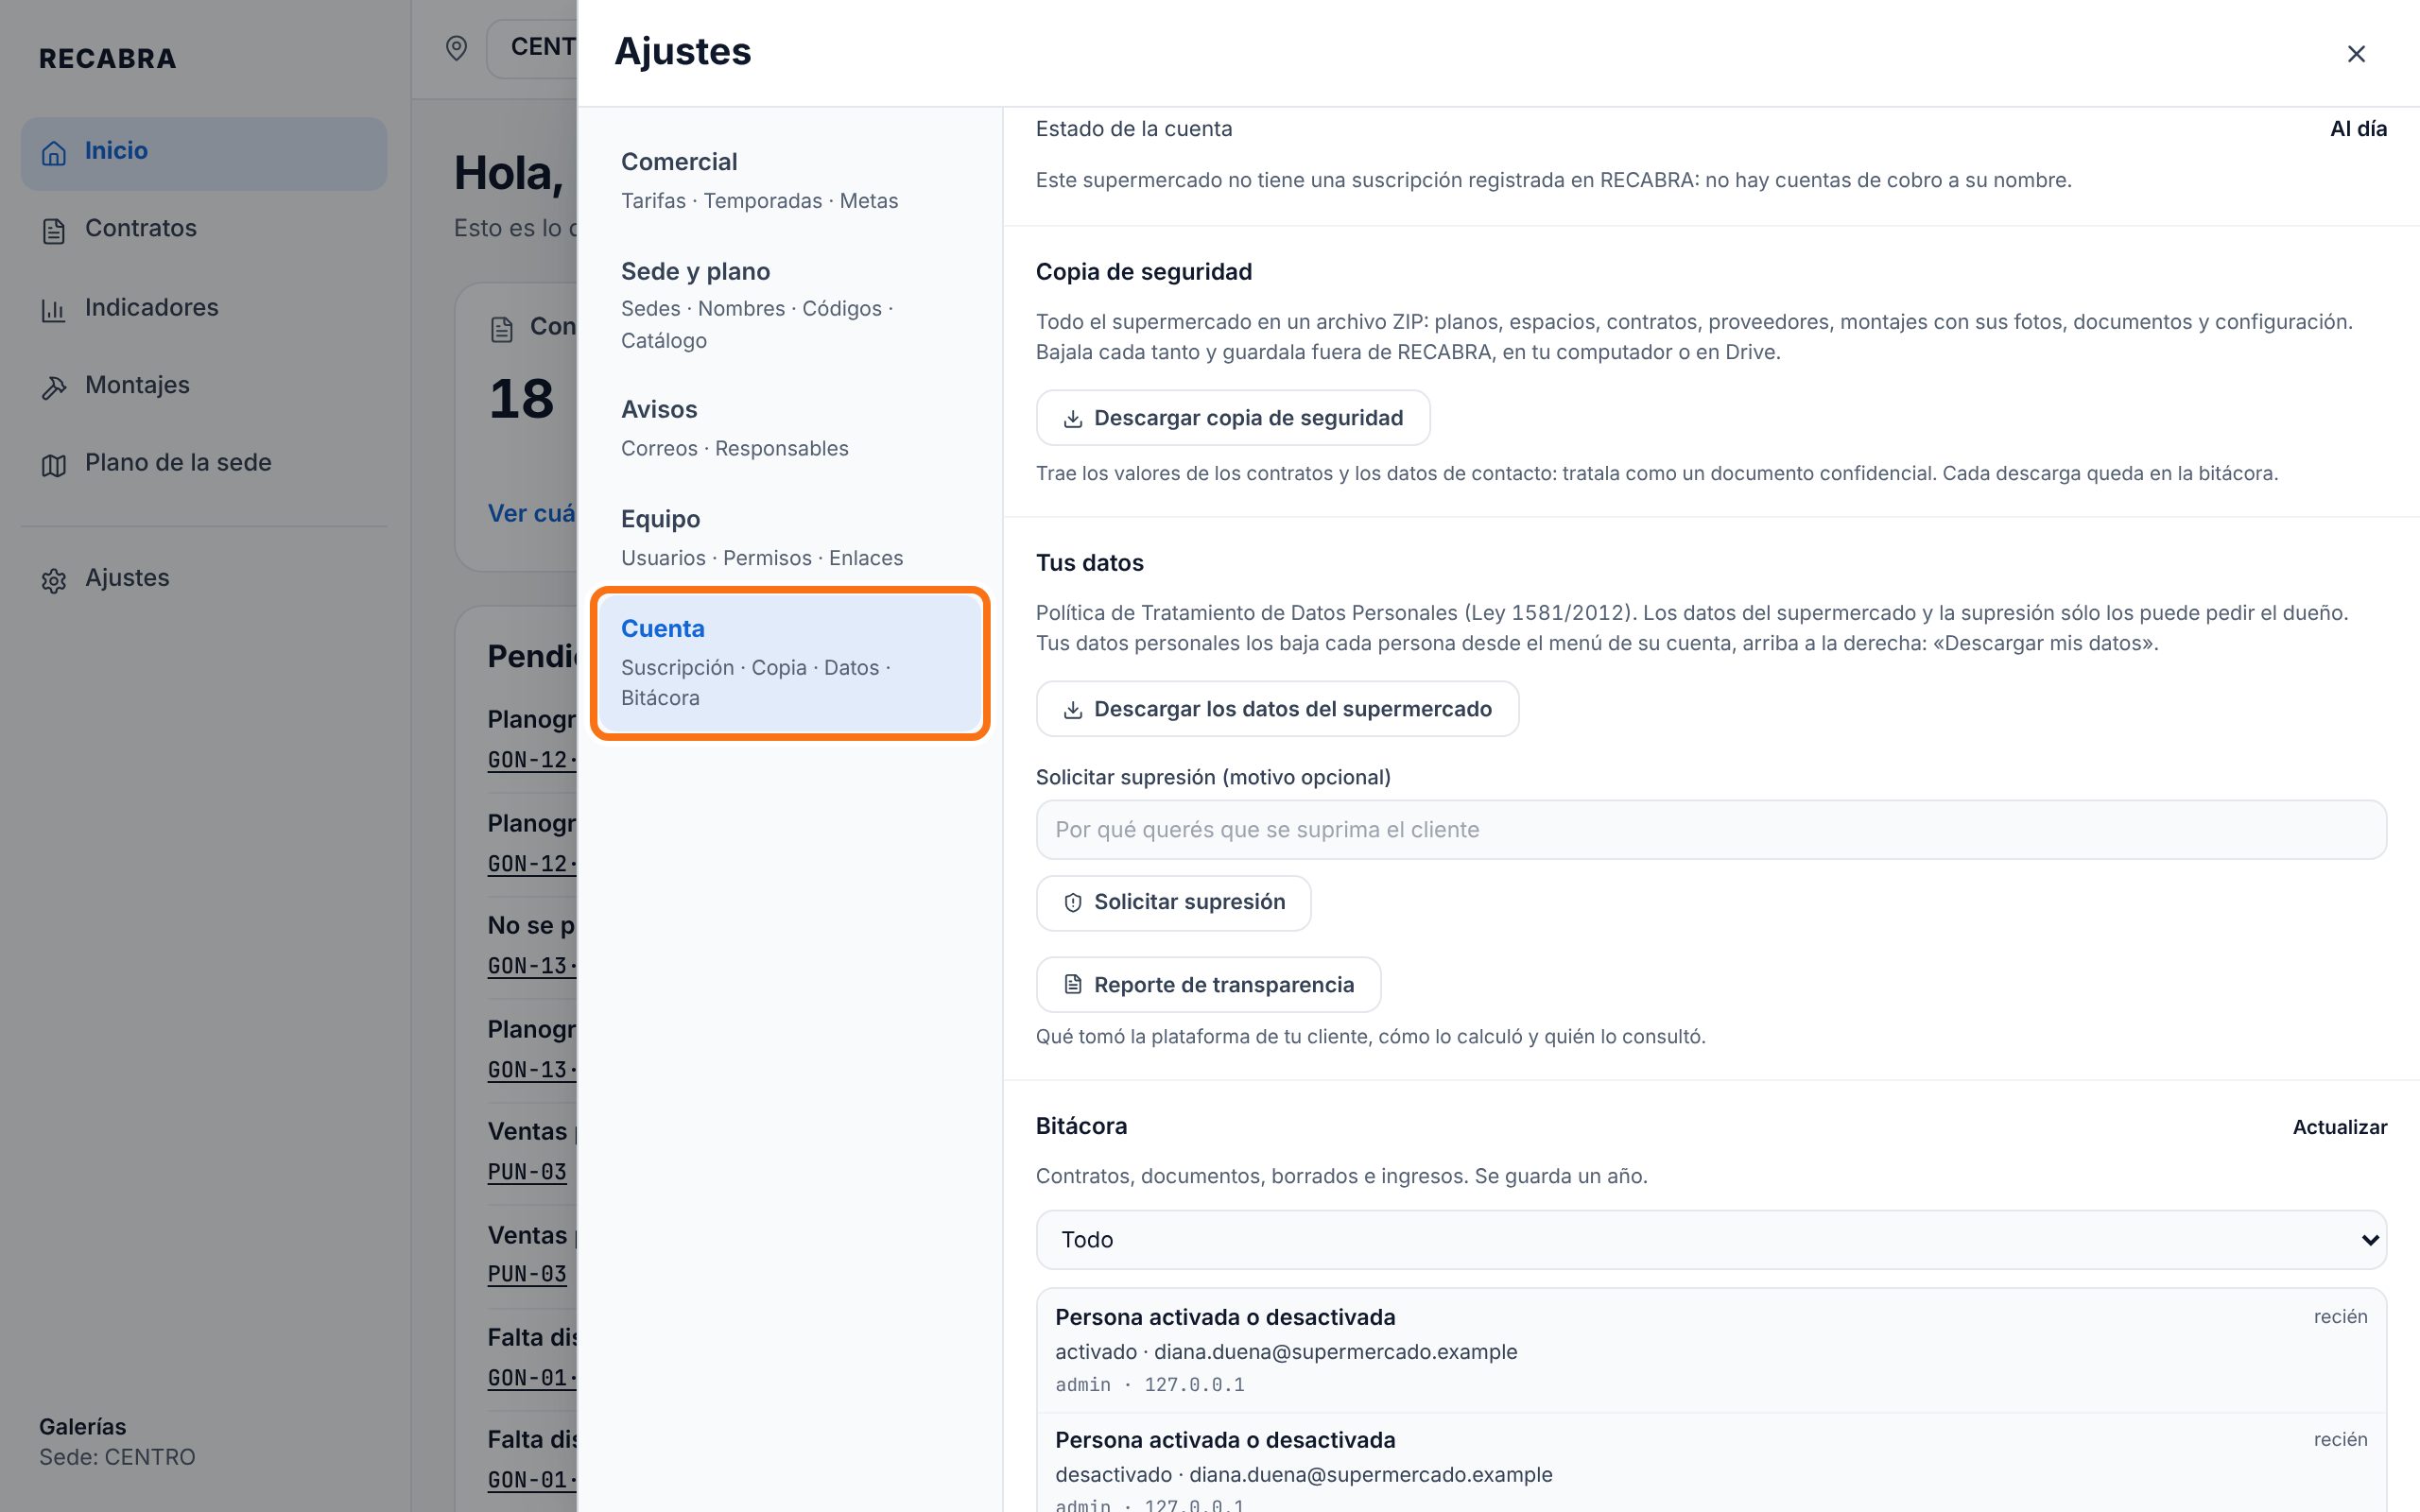 RECABRA
Inicio
Contratos
Indicadores
Montajes
Plano de la sede
Ajustes
Galerías
Sede: CENTRO
CENT
Hola,
Esto es lo
Con
18
Ver cuá
Pendi
Planogr
GON-12-
Planogr
GON-12-
No se p
GON-13-
Planogr
GON-13-
Ventas
PUN-03
Ventas
PUN-03
Falta dis
GON-01-
Falta dis
GON-01-
Ajustes
Comercial
Tarifas · Temporadas · Metas
Sede y plano
Sedes · Nombres · Códigos ·
Catálogo
Avisos
Correos · Responsables
Equipo
Usuarios · Permisos · Enlaces
Cuenta
Suscripción · Copia · Datos ·
Bitácora
Estado de la cuenta Al día
Este supermercado no tiene una suscripción registrada en RECABRA: no hay cuentas de cobro a su nombre.
Copia de seguridad
Todo el supermercado en un archivo ZIP: planos, espacios, contratos, proveedores, montajes con sus fotos, documentos y configuración.
Bajala cada tanto y guardala fuera de RECABRA, en tu computador o en Drive.
Descargar copia de seguridad
Trae los valores de los contratos y los datos de contacto: tratala como un documento confidencial. Cada descarga queda en la bitácora.
Tus datos
Política de Tratamiento de Datos Personales (Ley 1581/2012). Los datos del supermercado y la supresión sólo los puede pedir el dueño.
Tus datos personales los baja cada persona desde el menú de su cuenta, arriba a la derecha: «Descargar mis datos».
Descargar los datos del supermercado
Solicitar supresión (motivo opcional)
Por qué querés que se suprima el cliente
Solicitar supresión
Reporte de transparencia
Qué tomó la plataforma de tu cliente, cómo lo calculó y quién lo consultó.
Bitácora Actualizar
Contratos, documentos, borrados e ingresos. Se guarda un año.
Todo
Persona activada o desactivada recién
activado · diana.duena@supermercado.example
admin · 127.0.0.1
Persona activada o desactivada recién
desactivado · diana.duena@supermercado.example
admin · 127.0.0.1